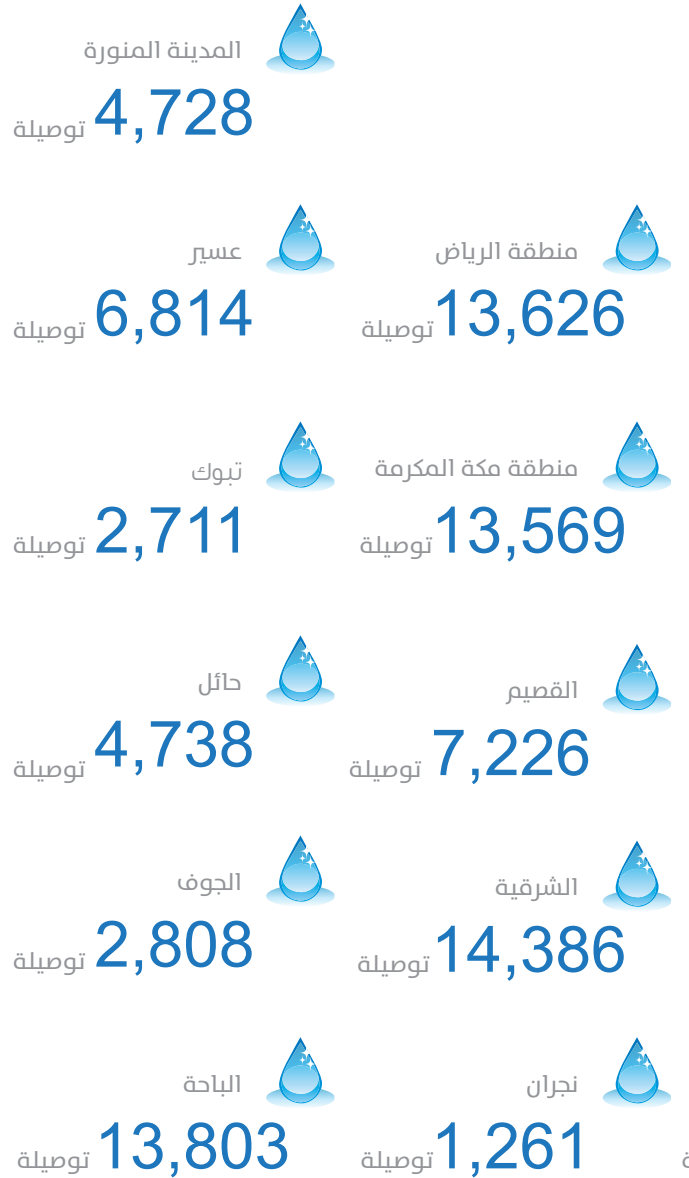 المدينة المنورة
4,728 توصيلة
منطقة الرياض
13,626 توصيلة
عسير
6,814 توصيلة
منطقة مكة المكرمة
13,569 توصيلة
تبوك
2,711 توصيلة
القصيم
7,226 توصيلة
حائل
4,738 توصيلة
الشرقية
14,386 توصيلة
الجوف
2,808 توصيلة
نجران
1,261 توصيلة
الباحة
13,803 توصيلة